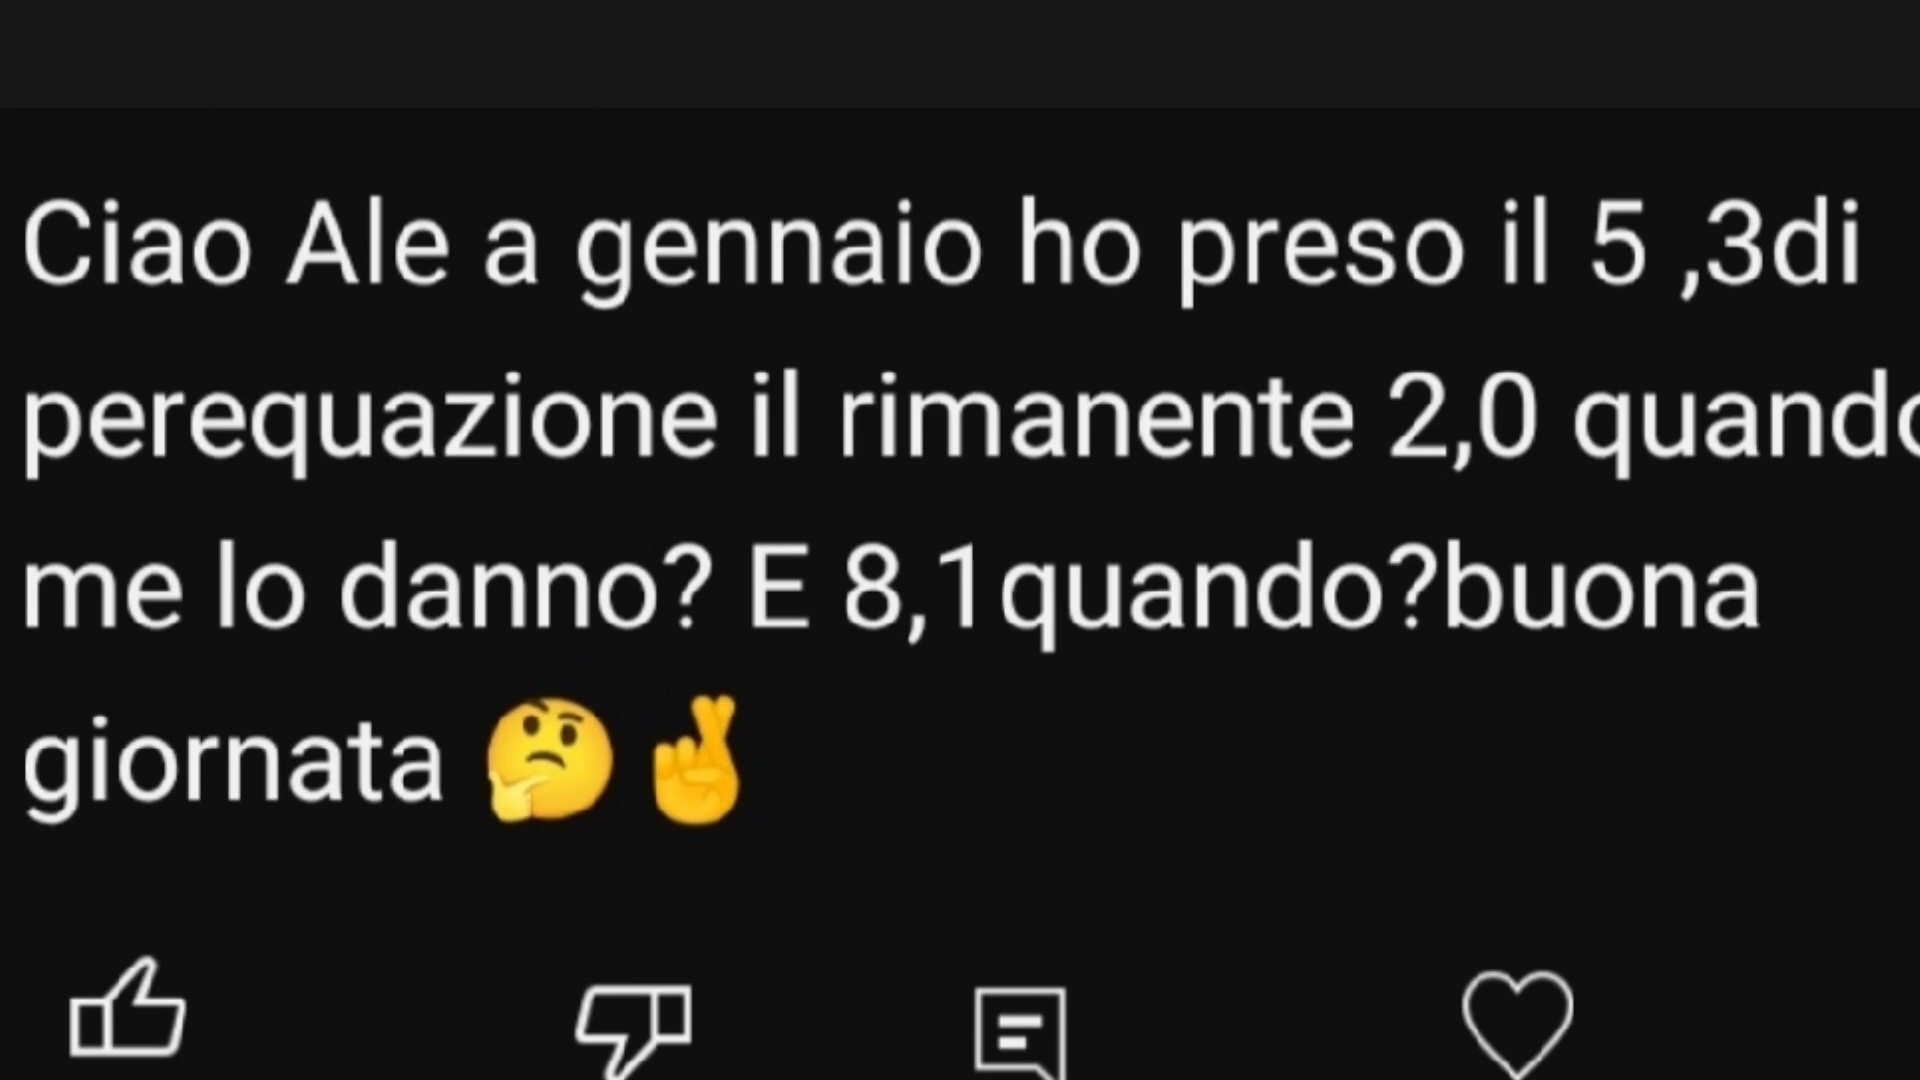 Ciao Ale a gennaio ho preso il 5 ,3di
perequazione il rimanente 2,0 quando
me lo danno? E 8,1quando?buona
giornata 🤔🤞